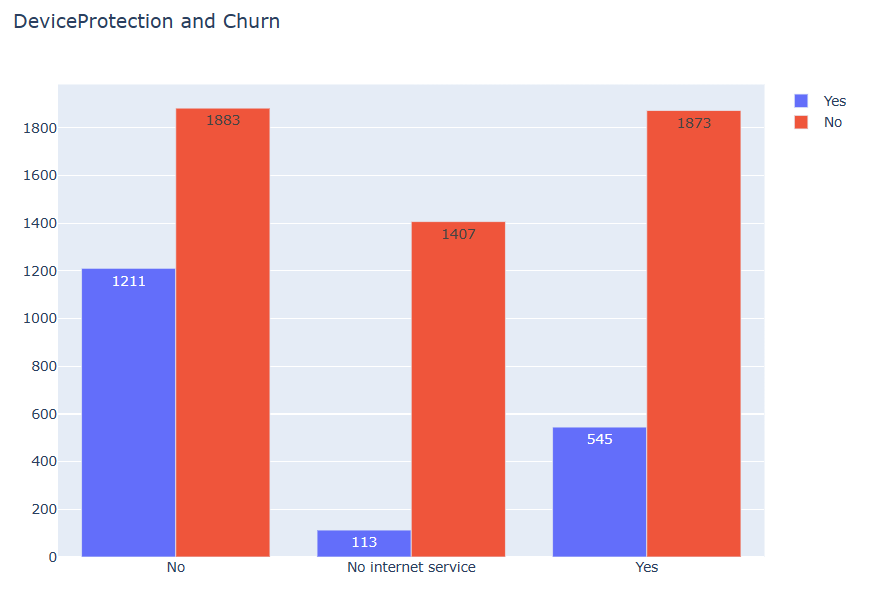 DeviceProtection and Churn
Yes
No
1800
1600
1400
1200
1000
800
600
400
200
0
1211
1883
113
1407
545
1873
No
No internet service
Yes